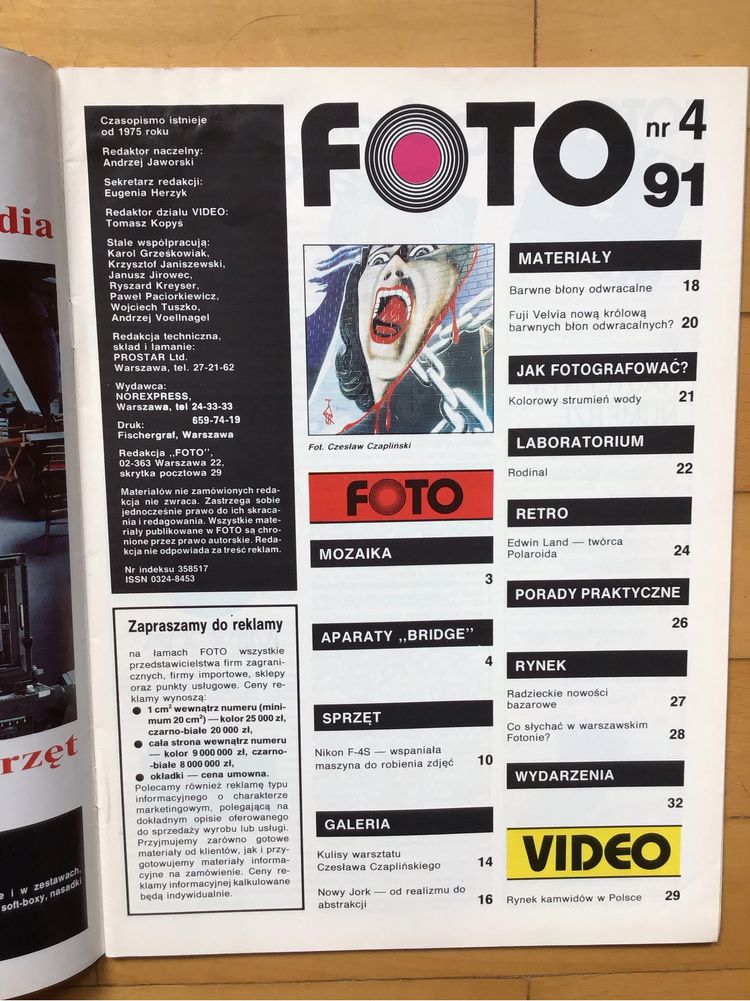 dia
rzęt
e i w zestawach,
soft-boxy, nasadki
Czasopismo istnieje
od 1975 roku
Redaktor naczelny:
Andrzej Jaworski
Sekretarz redakcji:
Eugenia Herzyk
Redaktor działu VIDEO:
Tomasz Kopyś
Stale współpracują:
Karol Grześkowiak,
Krzysztof Janiszewski,
Janusz Jirowec,
Ryszard Kreyser,
Paweł Paciorkiewicz,
Wojciech Tuszko,
Andrzej Voellnagel
Redakcja techniczna,
skład i łamanie:
PROSTAR Ltd.
Warszawa, tel. 27-21-62
Wydawca:
NOREXPRESS,
Warszawa, tel 24-33-33
659-74-19
Druk:
Fischergraf, Warszawa
Redakcja „FOTO",
02-363 Warszawa 22,
skrytka pocztowa 29
Materiałów nie zamówionych reda-
kcja nie zwraca. Zastrzega sobie
jednocześnie prawo do ich skraca-
nia i redagowania. Wszystkie mate-
riały publikowane w FOTO są chro-
nione przez prawo autorskie. Reda-
kcja nie odpowiada za treść reklam.
Nr indeksu 358517
ISSN 0324-8453
Zapraszamy do reklamy
na łamach FOTO wszystkie
przedstawicielstwa firm zagrani-
cznych, firmy importowe, sklepy
oraz punkty usługowe. Ceny re-
klamy wynoszą:
● 1 cm² wewnątrz numeru (mini-
mum 20 cm²) — kolor 25 000 zł,
czarno-białe 20 000 zł,
● cała strona wewnątrz numeru
— kolor 9 000 000 zł, czarno-
-białe 8 000 000 zł,
● okładki — cena umowna.
Polecamy również reklamę typu
informacyjnego o charakterze
marketingowym, polegającą na
dokładnym opisie oferowanego
do sprzedaży wyrobu lub usługi.
Przyjmujemy zarówno gotowe
materiały od klientów, jak i przy-
gotowujemy materiały informa-
cyjne na zamówienie. Ceny re-
klamy informacyjnej kalkulowane
będą indywidualnie.
FOTO nr 4
91
Fot. Czesław Czapliński
FOTO
MOZAIKA
3
APARATY „BRIDGE"
4
SPRZĘT
Nikon F-4S — wspaniała
maszyna do robienia zdjęć 10
GALERIA
Kulisy warsztatu
Czesława Czaplińskiego 14
Nowy Jork — od realizmu do
abstrakcji 16
MATERIAŁY
Barwne błony odwracalne 18
Fuji Velvia nową królową
barwnych błon odwracalnych? 20
JAK FOTOGRAFOWAĆ?
Kolorowy strumień wody 21
LABORATORIUM
Rodinal 22
RETRO
Edwin Land — twórca
Polaroida 24
PORADY PRAKTYCZNE
26
RYNEK
Radzieckie nowości
bazarowe 27
Co słychać w warszawskim
Fotonie? 28
WYDARZENIA
32
VIDEO
Rynek kamwidów w Polsce 29